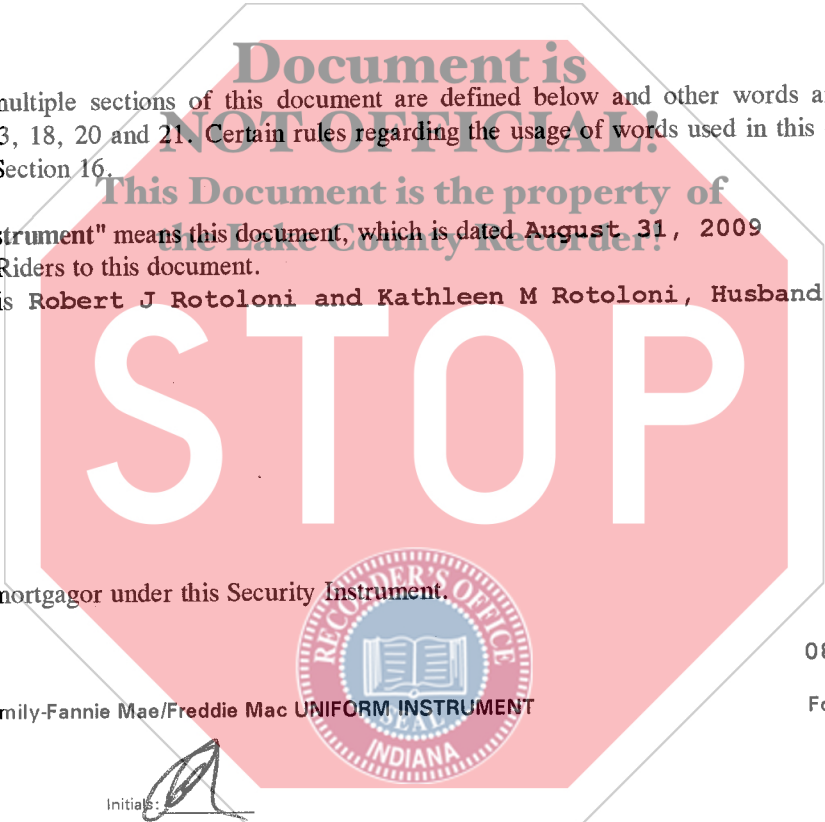 Document is
multiple sections of this document are defined below and other words a
NOT OFFICIAL!
3, 18, 20 and 21. Certain rules regarding the usage of words used in this
Section 16.
This Document is the property of
strument" means this document, which is dated August 31, 2009
the Lake County Recorder!
Riders to this document.
is Robert J Rotoloni and Kathleen M Rotoloni, Husband
STOP
mortgagor under this Security Instrument.
RECORDER'S OFFICE
SEAL
INDIANA
08
mily-Fannie Mae/Freddie Mac UNIFORM INSTRUMENT
Fo
Initials: